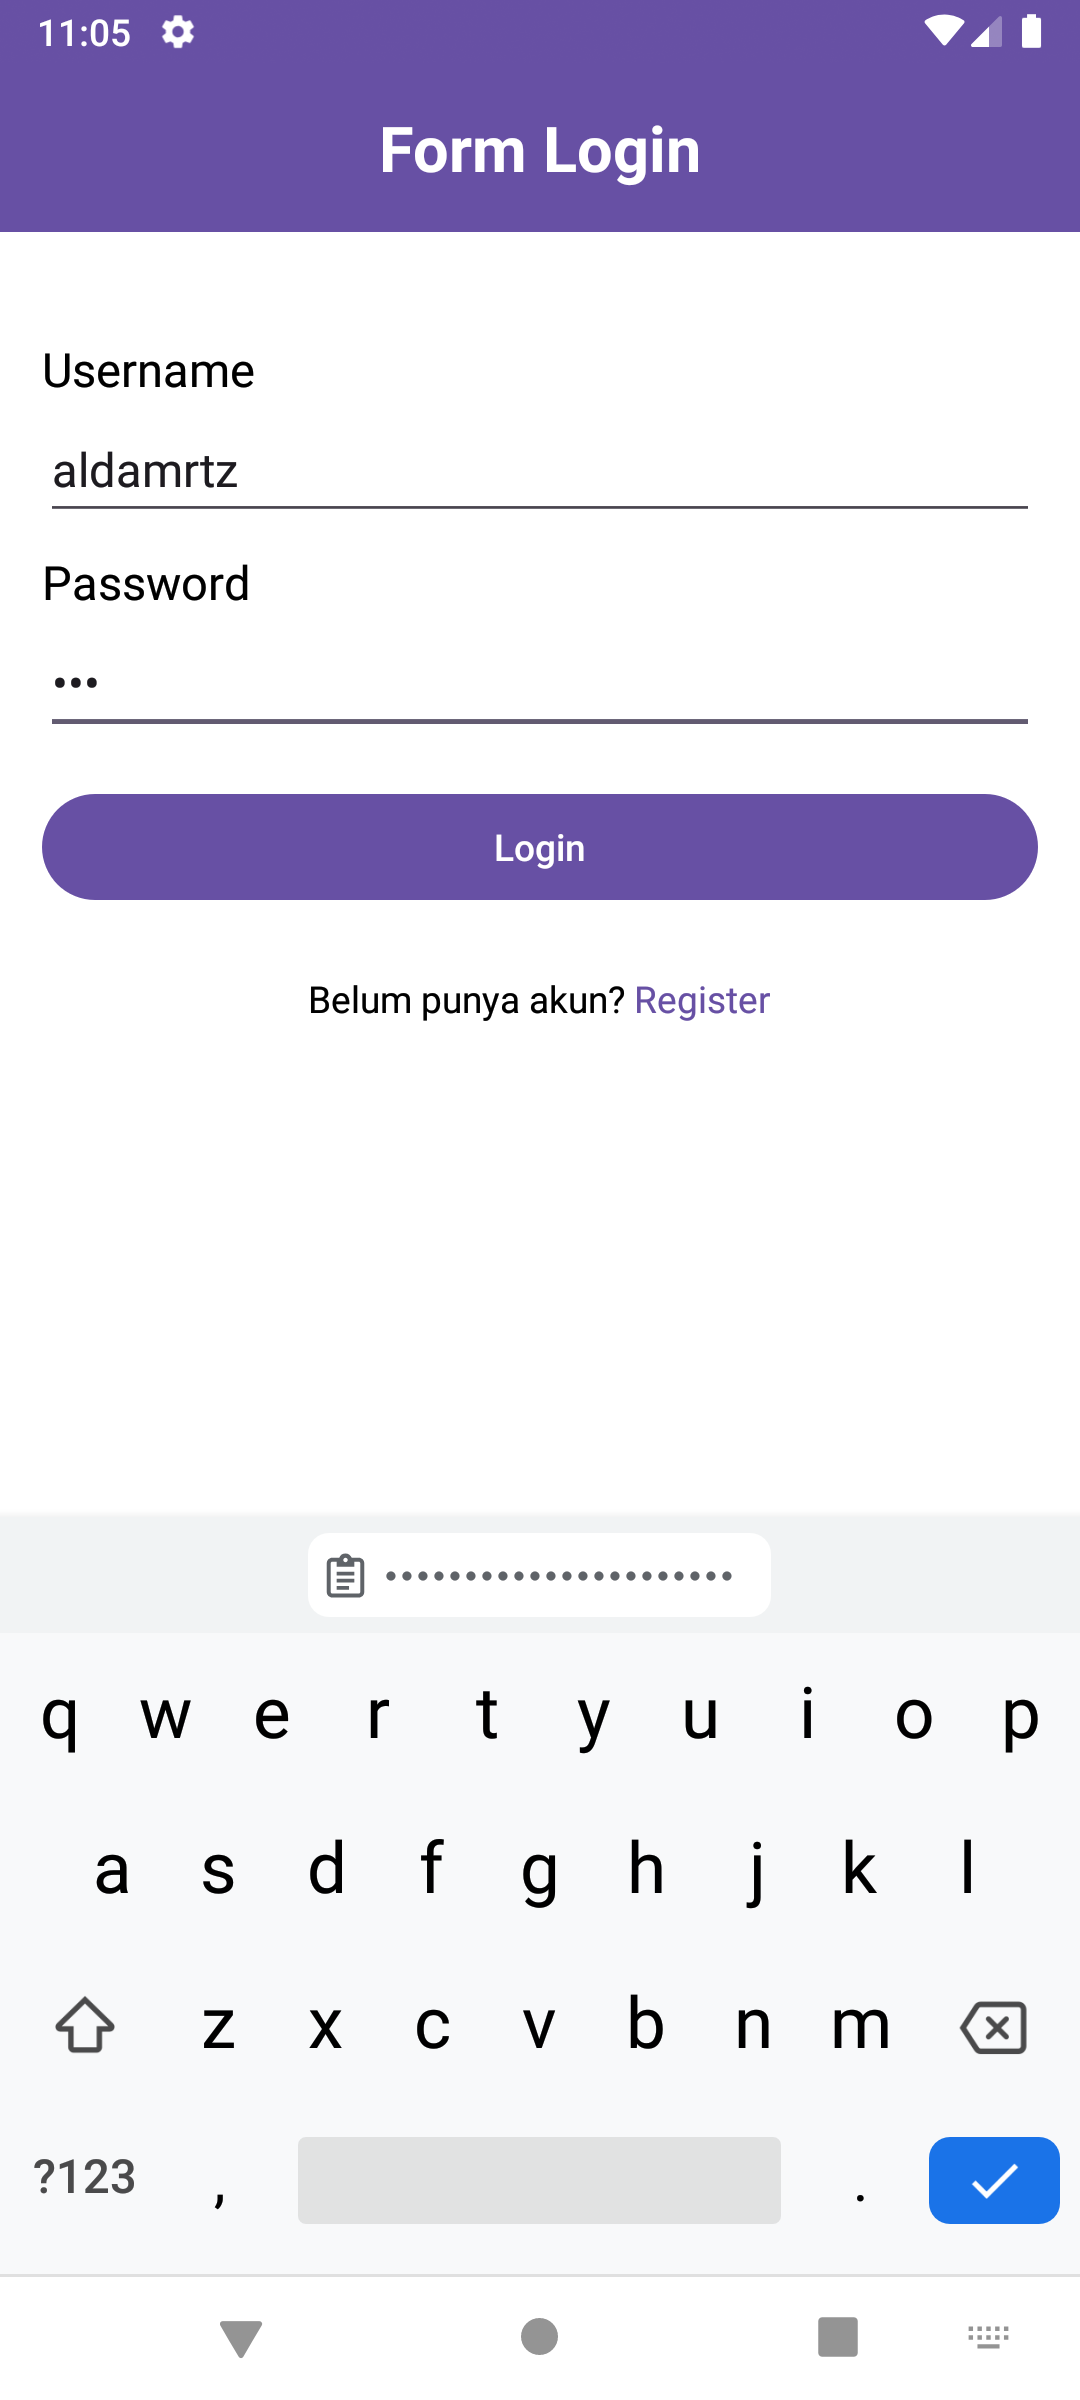 11:05
Form Login
Username
aldamrtz
Password
•••
Login
Belum punya akun? Register
••••••••••••••••••••••
q w e r t y u i o p
a s d f g h j k l
z x c v b n m
?123 , .